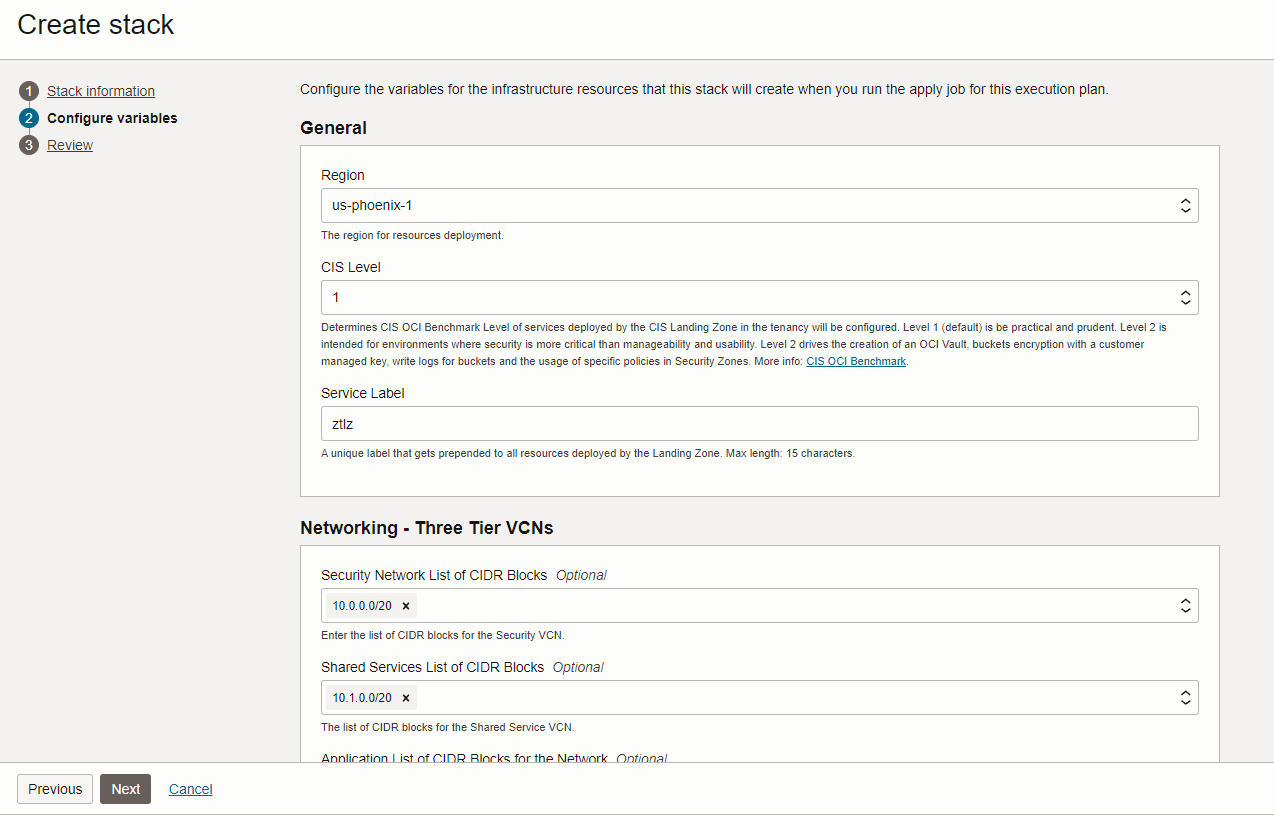 Create stack
1 Stack information
2 Configure variables
3 Review
Configure the variables for the infrastructure resources that this stack will create when you run the apply job for this execution plan.
General
Region
us-phoenix-1
The region for resources deployment.
CIS Level
1
Determines CIS OCI Benchmark Level of services deployed by the CIS Landing Zone in the tenancy will be configured. Level 1 (default) is be practical and prudent. Level 2 is
intended for environments where security is more critical than manageability and usability. Level 2 drives the creation of an OCI Vault, buckets encryption with a customer
managed key, write logs for buckets and the usage of specific policies in Security Zones. More info: CIS OCI Benchmark.
Service Label
ztlz
A unique label that gets prepended to all resources deployed by the Landing Zone. Max length: 15 characters.
Networking - Three Tier VCNs
Security Network List of CIDR Blocks Optional
10.0.0.0/20 ×
Enter the list of CIDR blocks for the Security VCN.
Shared Services List of CIDR Blocks Optional
10.1.0.0/20 ×
The list of CIDR blocks for the Shared Service VCN.
Application List of CIDR Blocks for the Network Optional
Previous Next Cancel